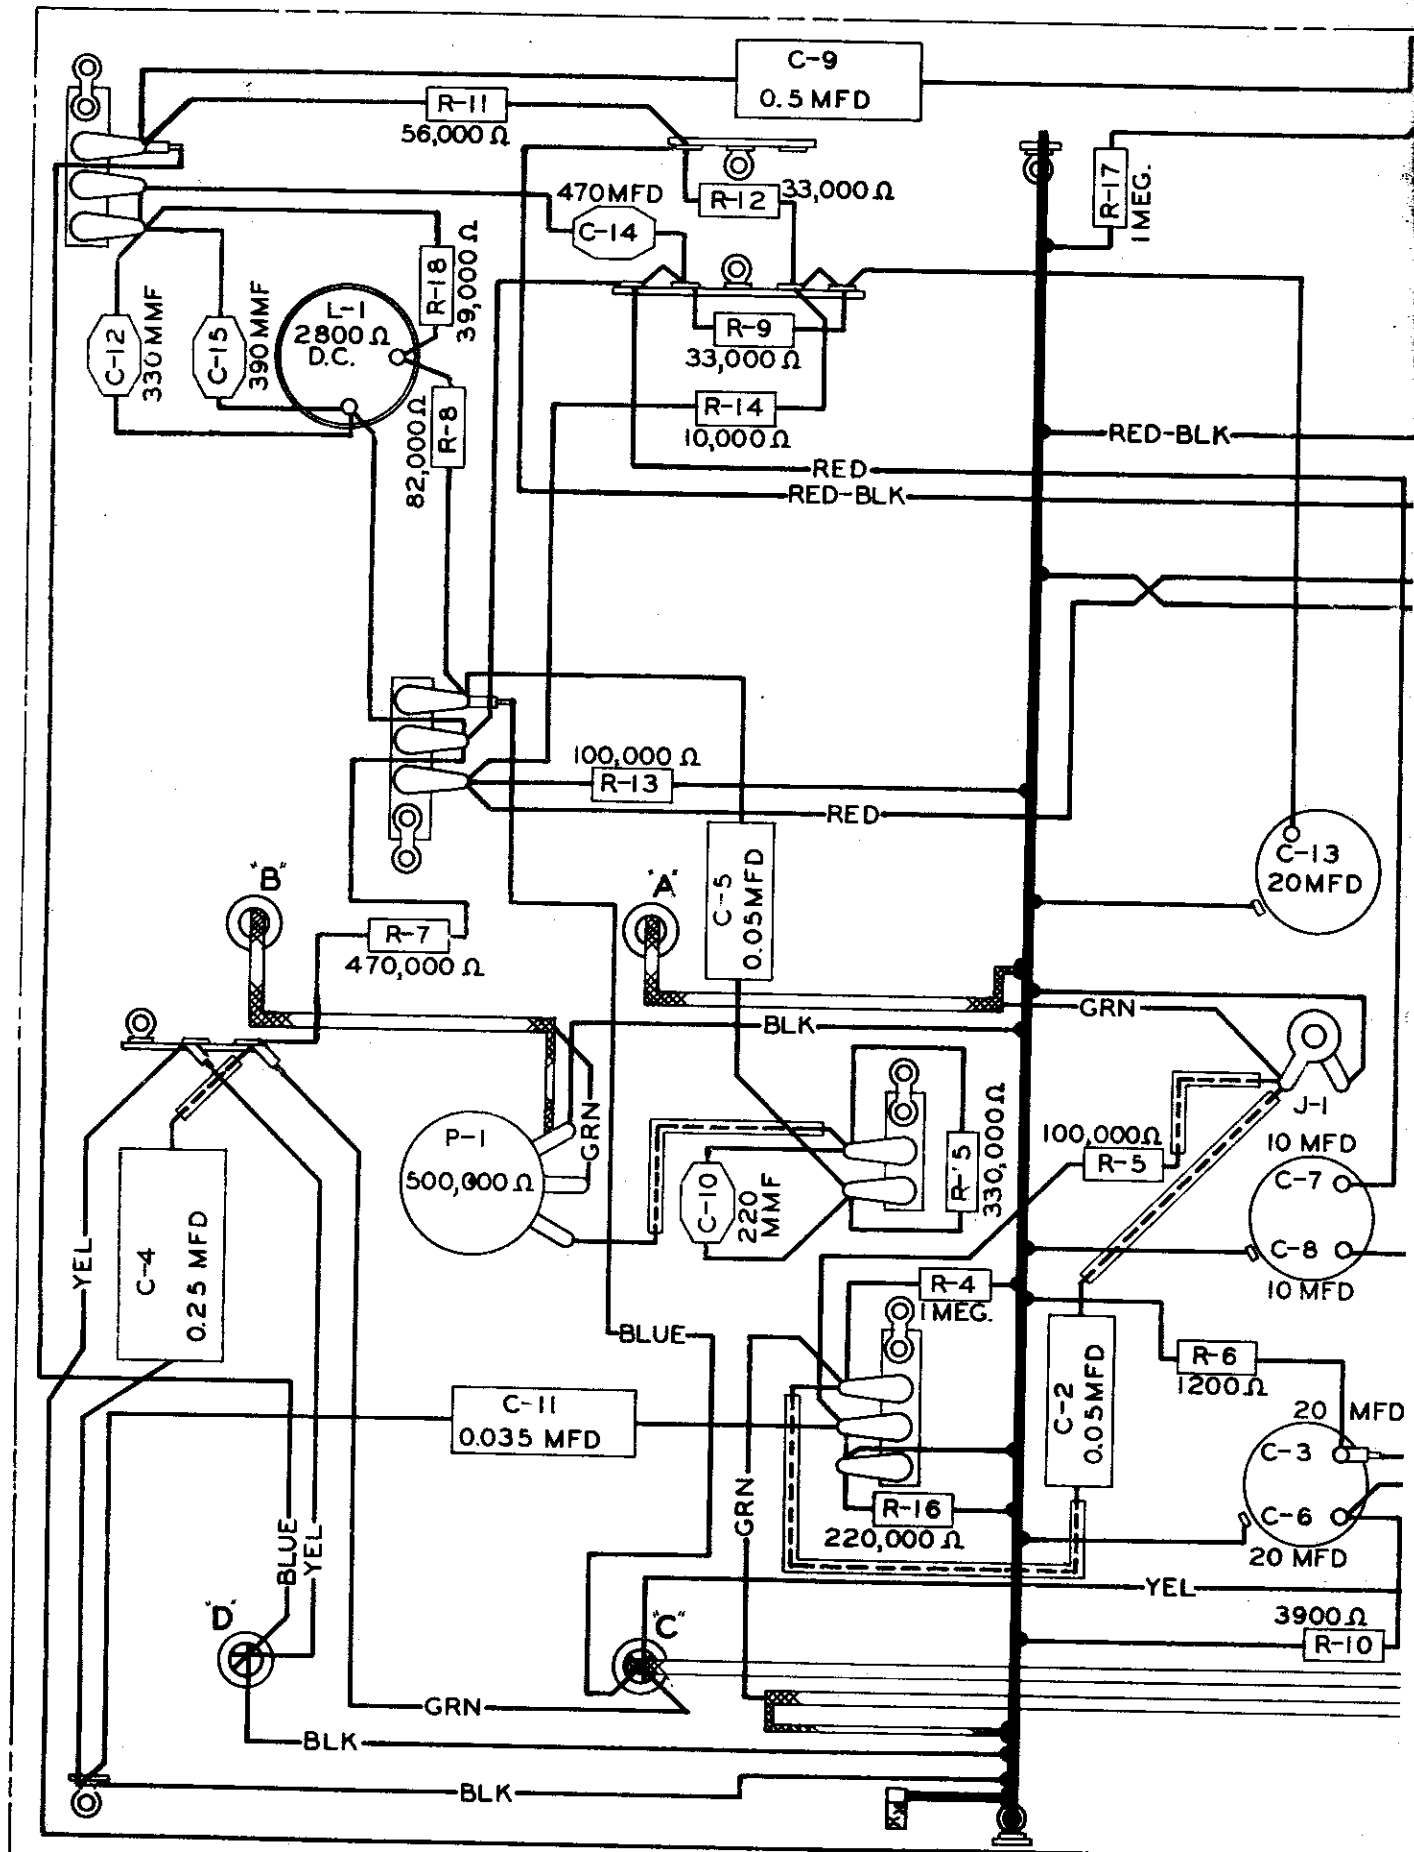 C-9
0.5 MFD
R-11
56,000 Ω
R-17
1 MEG.
470 MFD
C-14
R-12
33,000 Ω
R-18
39,000 Ω
L-1
2800 Ω
D.C.
C-12
330 MMF
C-15
390 MMF
R-9
33,000 Ω
R-8
82,000 Ω
R-14
10,000 Ω
RED-BLK
RED
RED-BLK
100,000 Ω
R-13
RED
C-13
20 MFD
C-5
0.05 MFD
"B"
"A"
R-7
470,000 Ω
GRN
BLK
J-1
P-1
500,000 Ω
GRN
C-10
220
MMF
R-'5
330,000 Ω
100,000 Ω
R-5
10 MFD
C-7
C-8
10 MFD
YEL
C-4
0.25 MFD
R-4
1 MEG.
BLUE
C-2
0.05 MFD
R-6
1200 Ω
C-11
0.035 MFD
20 MFD
C-3
C-6
20 MFD
GRN
R-16
220,000 Ω
BLUE
YEL
YEL
"D"
"C"
3900 Ω
R-10
GRN
BLK
BLK